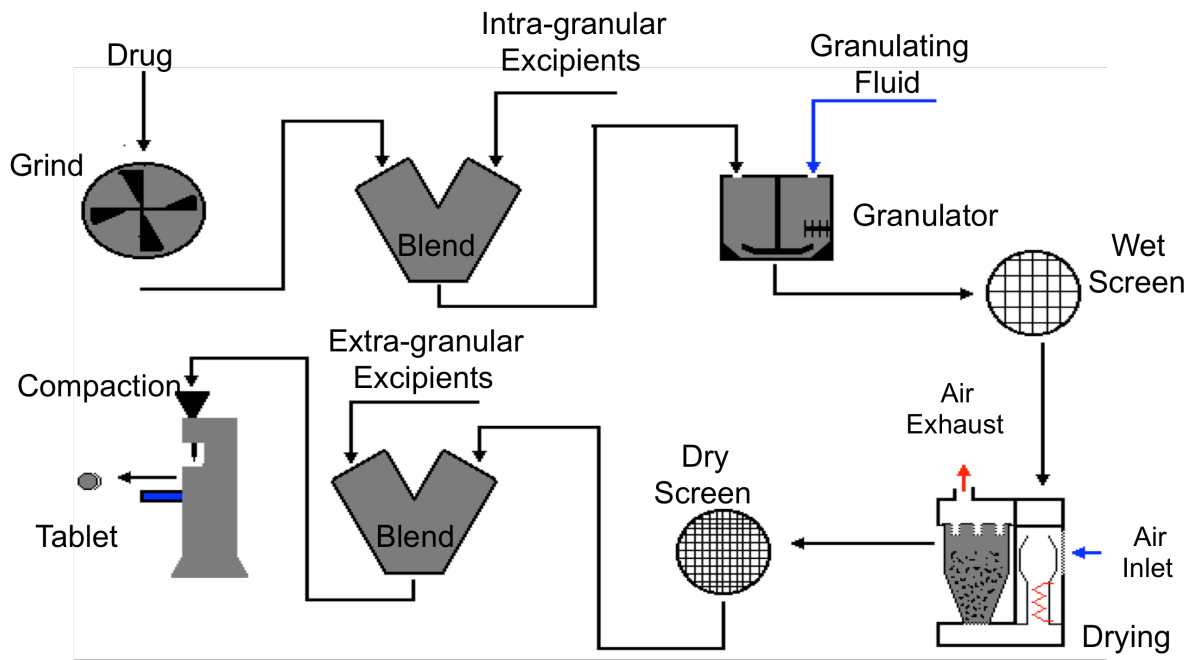 Drug
Intra-granular
Excipients
Granulating
Fluid
Grind
Blend
Granulator
Wet
Screen
Extra-granular
Excipients
Compaction
Air
Exhaust
Dry
Screen
Blend
Tablet
Air
Inlet
Drying